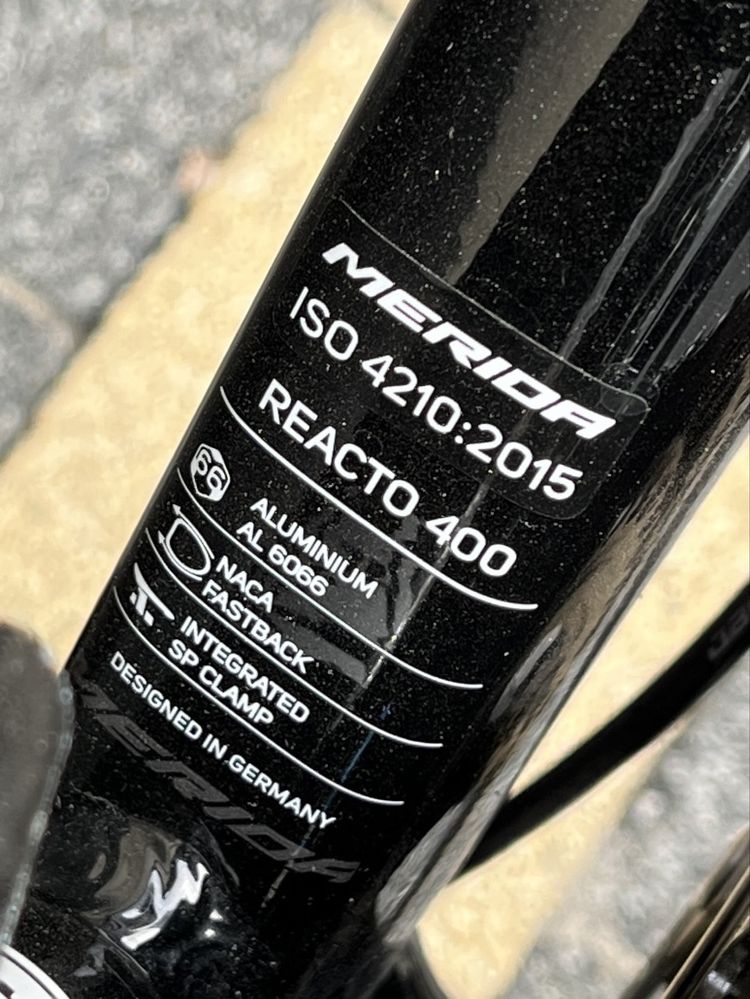 MERIDA
ISO 4210:2015
REACTO 400
66
ALUMINIUM
AL 6066
NACA
FASTBACK
INTEGRATED
SP CLAMP
DESIGNED IN GERMANY
MERIDA